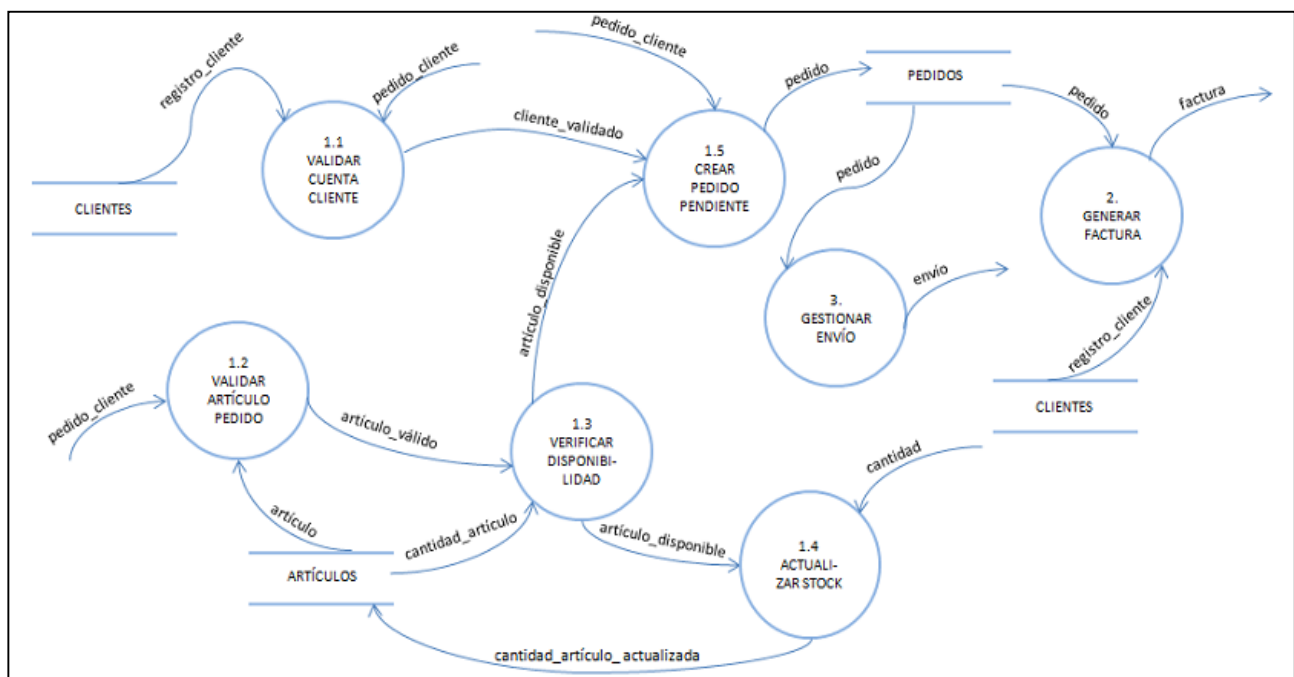 pedido_cliente
registro_cliente
pedido_cliente
pedido
PEDIDOS
pedido
factura
cliente_validado
1.1
VALIDAR
CUENTA
CLIENTE
1.5
CREAR
PEDIDO
PENDIENTE
pedido
CLIENTES
2.
GENERAR
FACTURA
artículo_disponible
envío
3.
GESTIONAR
ENVÍO
registro_cliente
1.2
VALIDAR
ARTÍCULO
PEDIDO
pedido_cliente
artículo_válido
CLIENTES
1.3
VERIFICAR
DISPONIBI-
LIDAD
cantidad
artículo
cantidad_artículo
artículo_disponible
1.4
ACTUALI-
ZAR STOCK
ARTÍCULOS
cantidad_artículo_actualizada